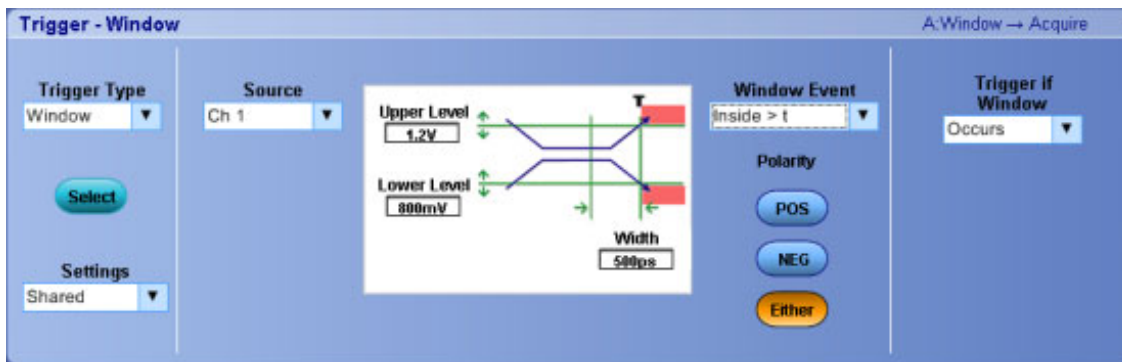 Trigger - Window
A:Window → Acquire
Trigger Type
Window
Select
Settings
Shared
Source
Ch 1
Upper Level
1.2V
Lower Level
800mV
T
Width
500ps
Window Event
Inside > t
Polarity
POS
NEG
Either
Trigger if
Window
Occurs